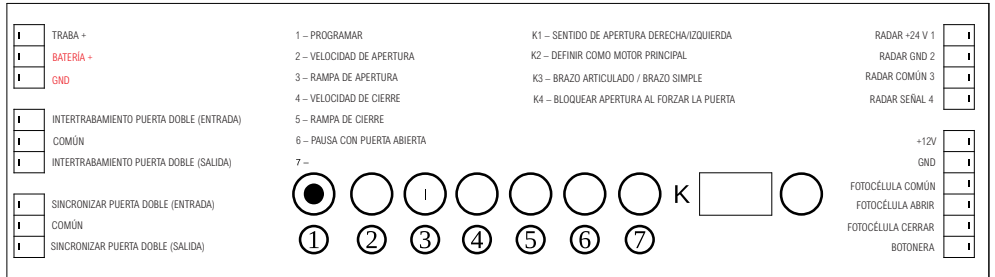 TRABA +
BATERÍA +
GND
INTERTRABAMIENTO PUERTA DOBLE (ENTRADA)
COMÚN
INTERTRABAMIENTO PUERTA DOBLE (SALIDA)
SINCRONIZAR PUERTA DOBLE (ENTRADA)
COMÚN
SINCRONIZAR PUERTA DOBLE (SALIDA)
1 – PROGRAMAR
2 – VELOCIDAD DE APERTURA
3 – RAMPA DE APERTURA
4 – VELOCIDAD DE CIERRE
5 – RAMPA DE CIERRE
6 – PAUSA CON PUERTA ABIERTA
7 –
K1 – SENTIDO DE APERTURA DERECHA/IZQUIERDA
K2 – DEFINIR COMO MOTOR PRINCIPAL
K3 – BRAZO ARTICULADO / BRAZO SIMPLE
K4 – BLOQUEAR APERTURA AL FORZAR LA PUERTA
K
1 2 3 4 5 6 7
RADAR +24 V 1
RADAR GND 2
RADAR COMÚN 3
RADAR SEÑAL 4
+12V
GND
FOTOCÉLULA COMÚN
FOTOCÉLULA ABRIR
FOTOCÉLULA CERRAR
BOTONERA